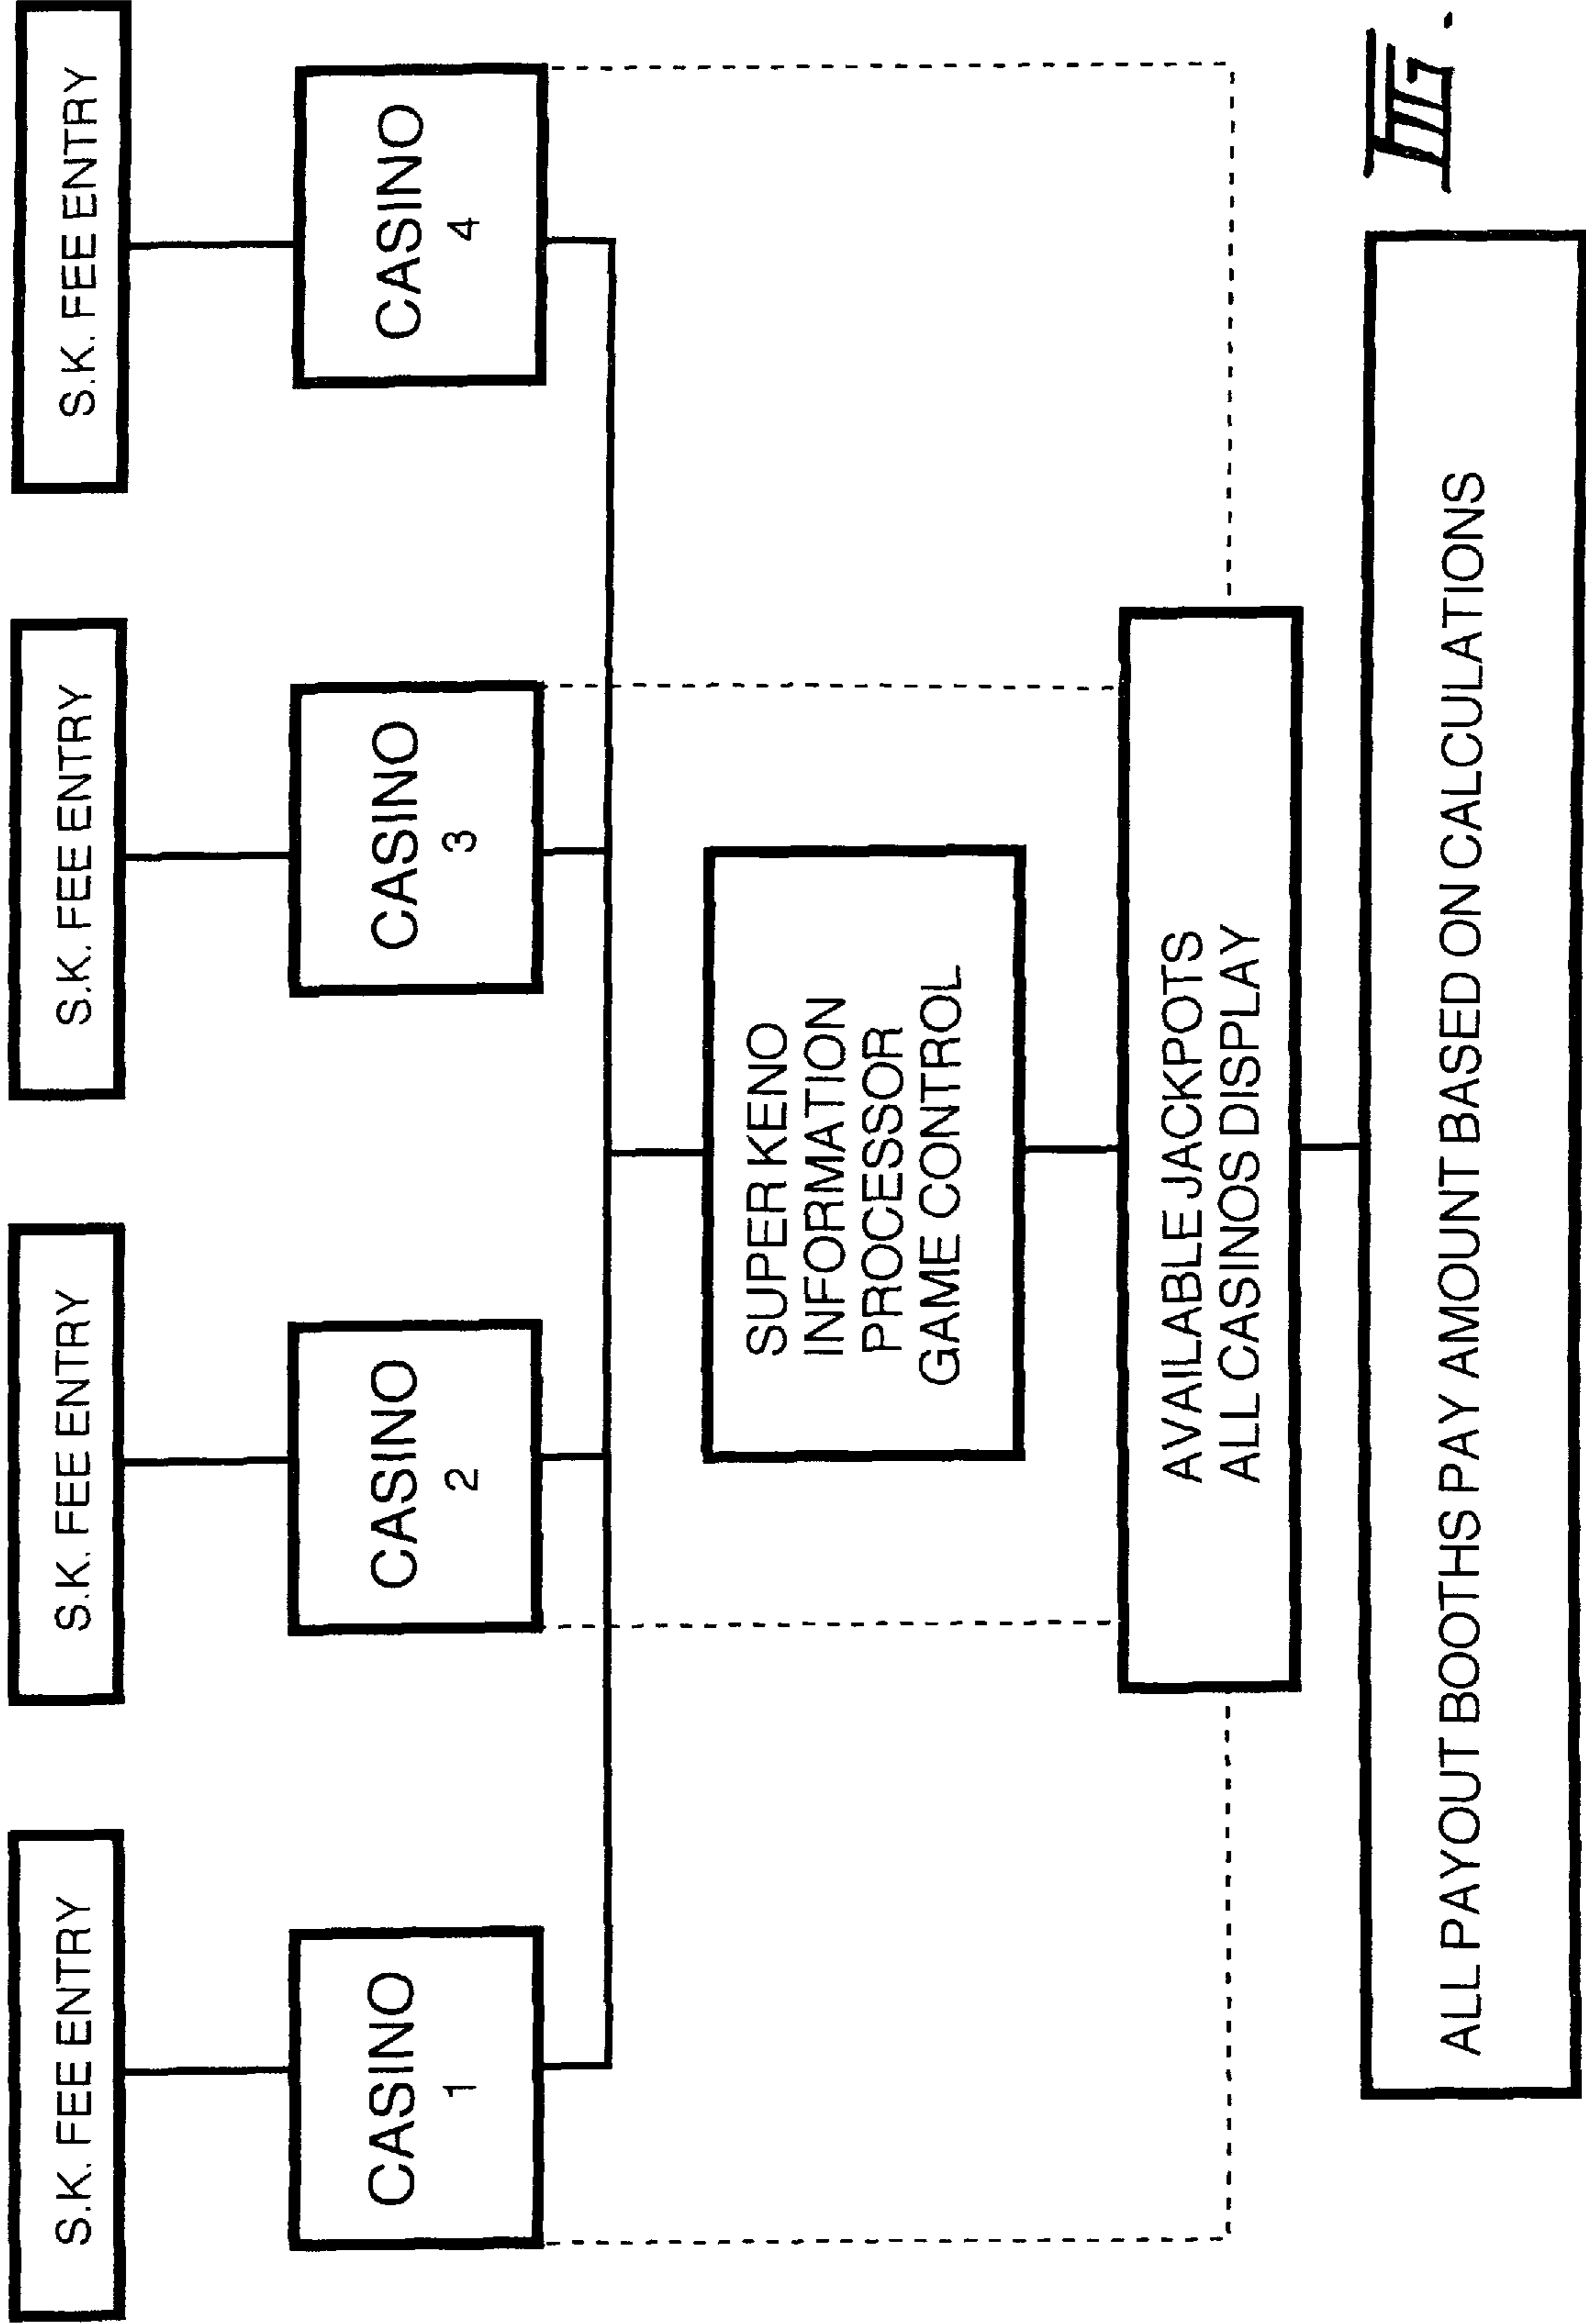 S.K. FEE ENTRY
S.K. FEE ENTRY
S.K. FEE ENTRY
S.K. FEE ENTRY
CASINO
1
CASINO
2
CASINO
3
CASINO
4
SUPER KENO
INFORMATION
PROCESSOR
GAME CONTROL
AVAILABLE JACKPOTS
ALL CASINOS DISPLAY
ALL PAYOUT BOOTHS PAY AMOUNT BASED ON CALCULATIONS